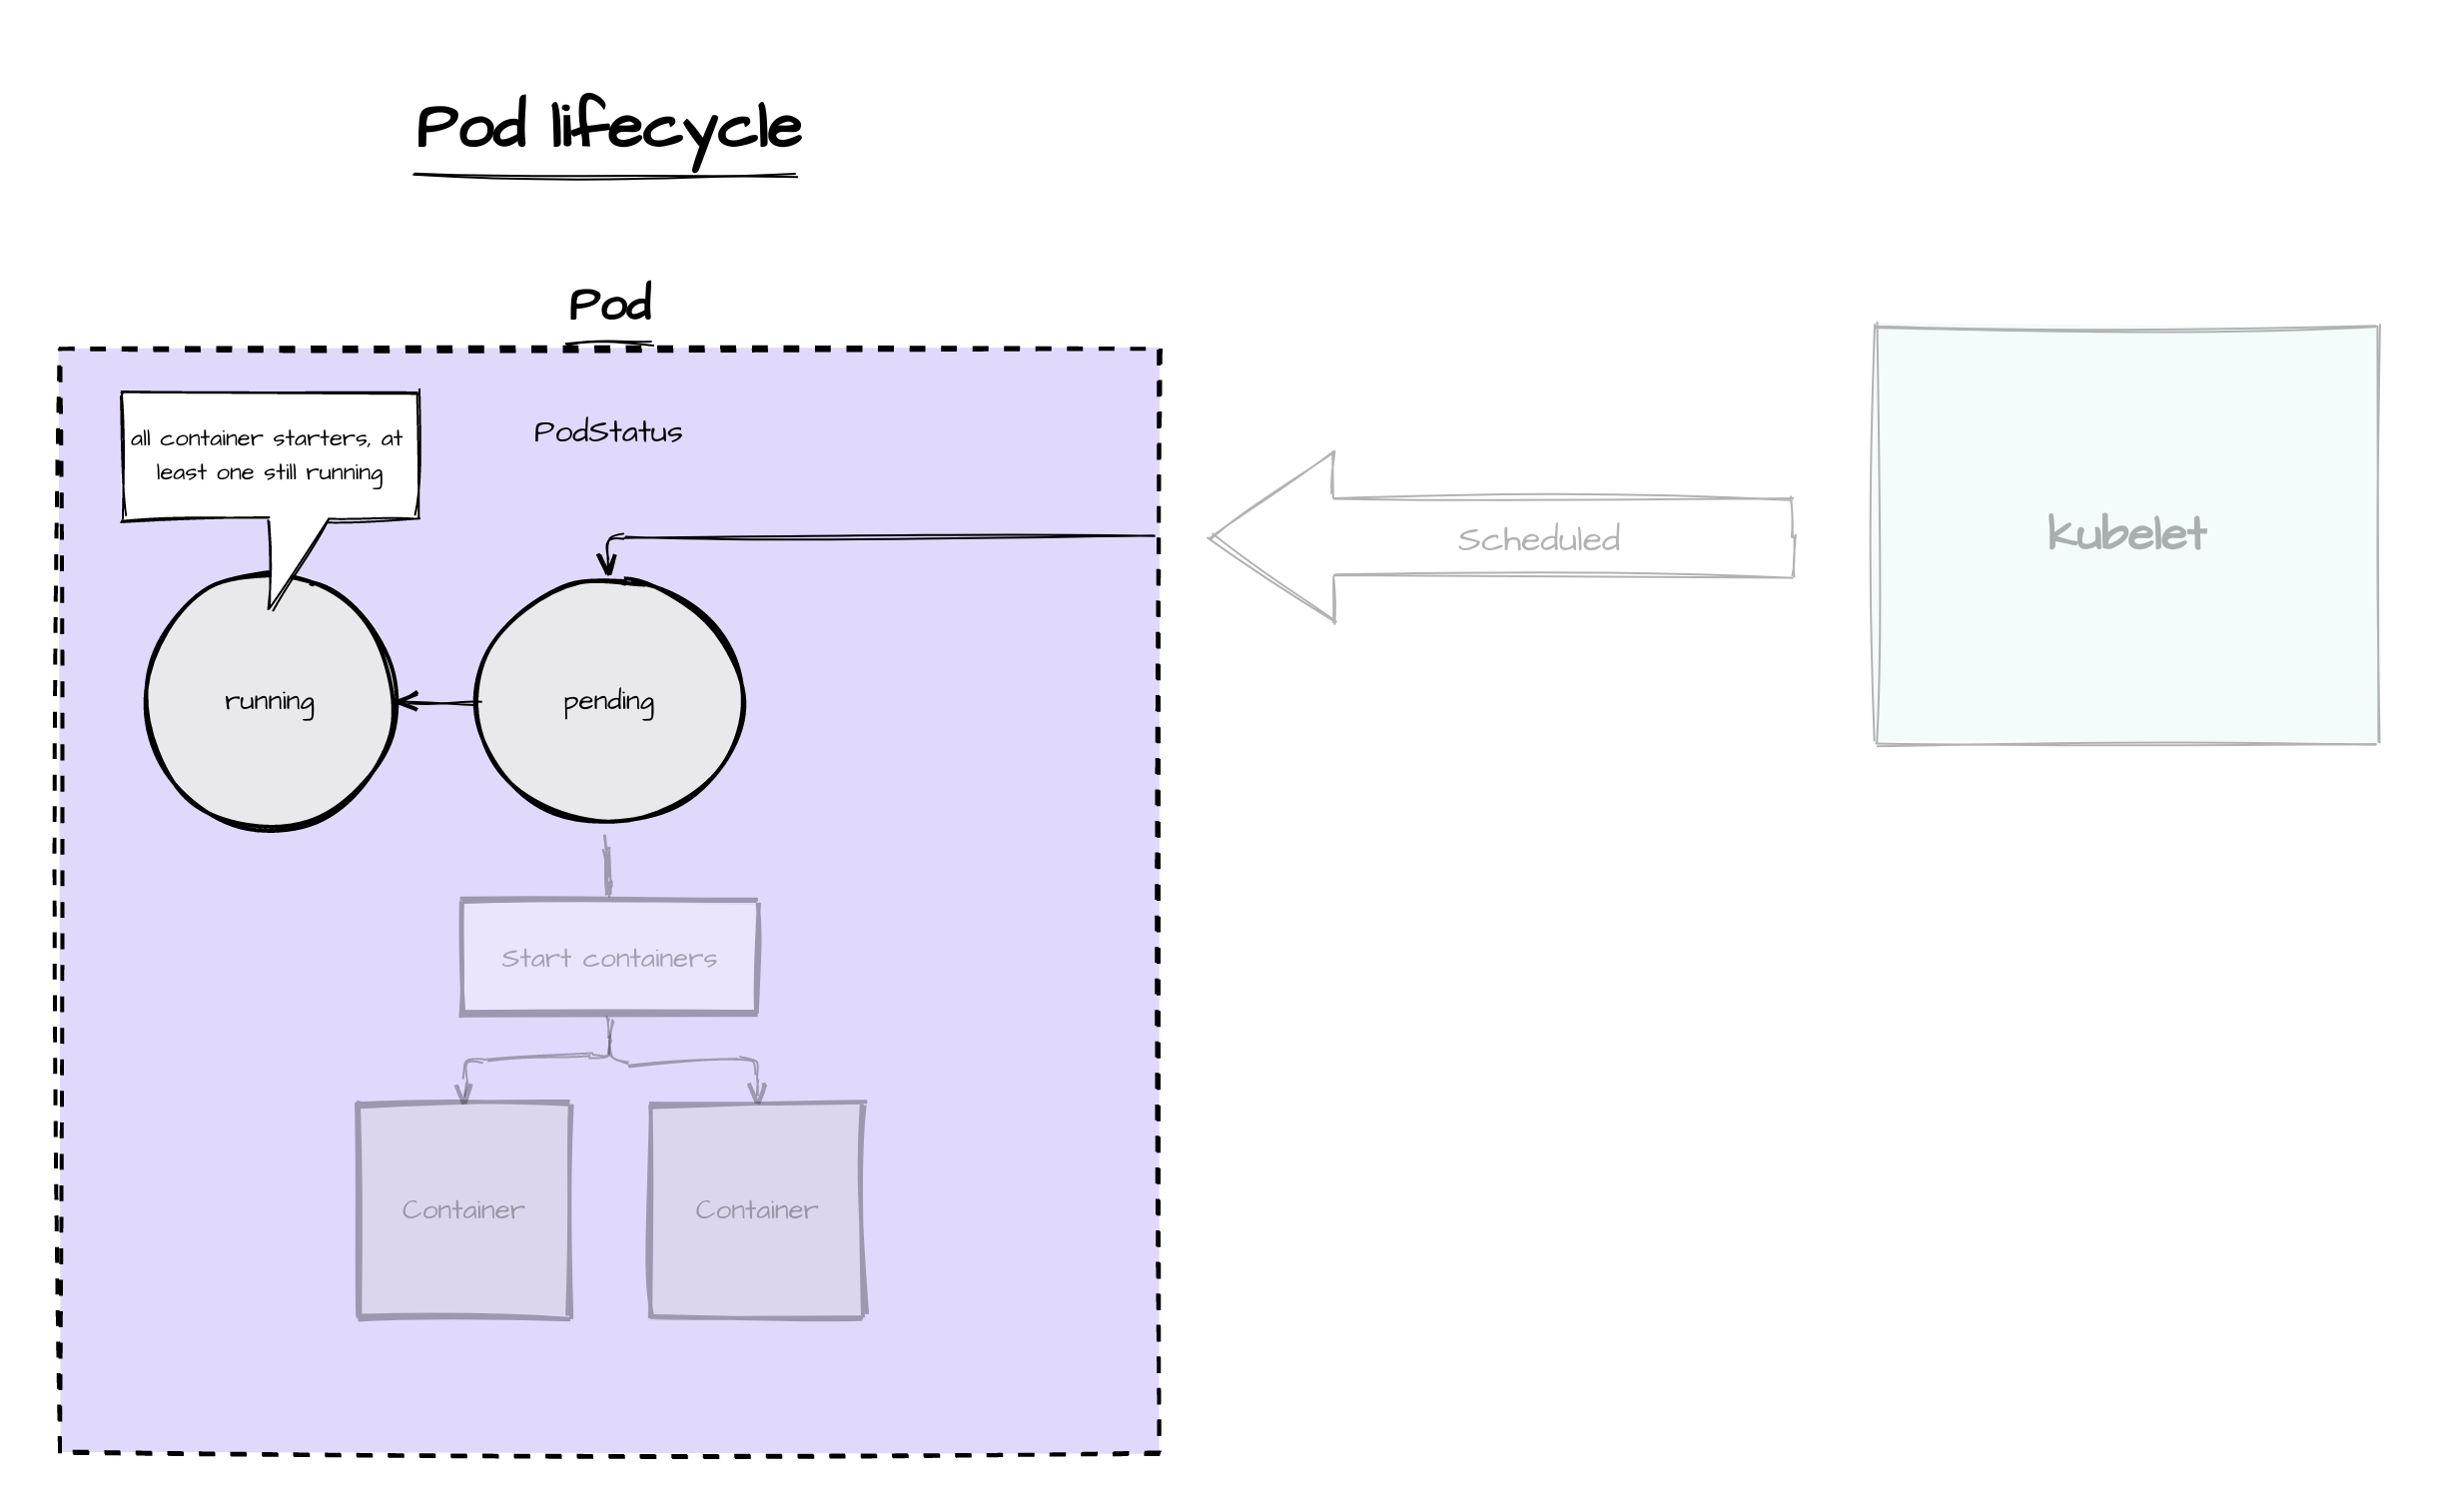 Pod lifecycle
Pod
PodStatus
all container starters, at
least one still running
Scheduled
kubelet
running
pending
Start containers
Container
Container